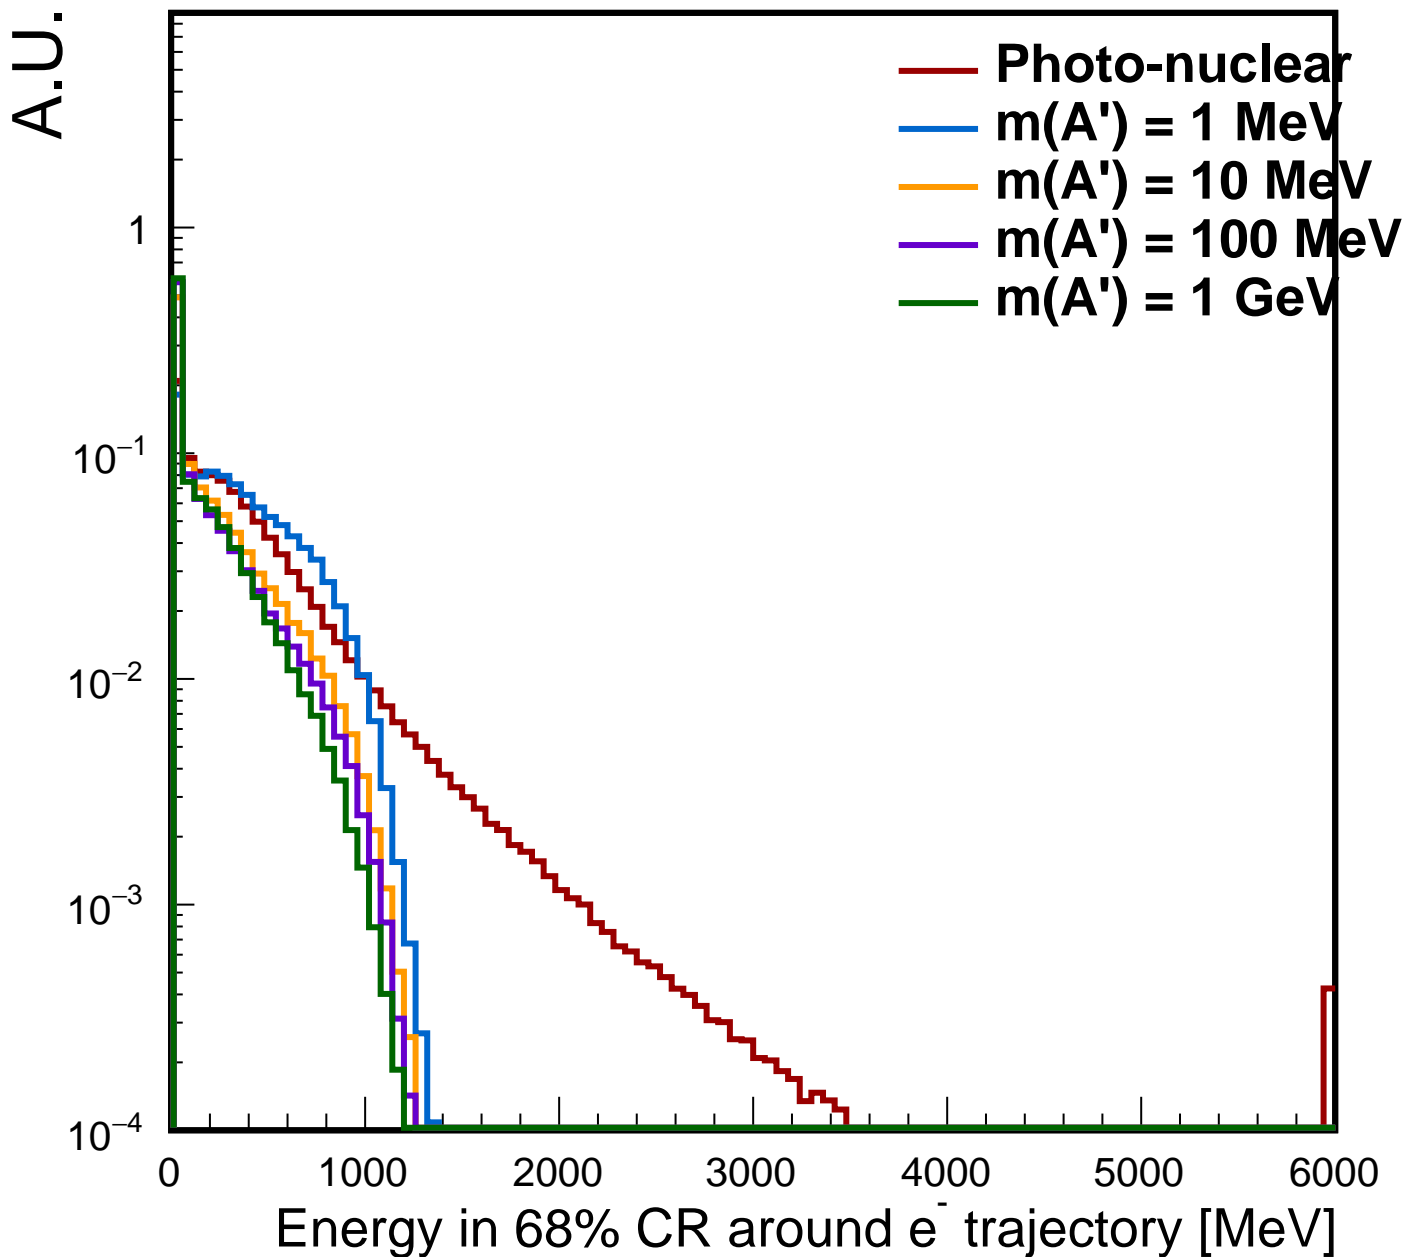 A.U.
Photo-nuclear
m(A') = 1 MeV
m(A') = 10 MeV
m(A') = 100 MeV
m(A') = 1 GeV
1
10⁻¹
10⁻²
10⁻³
10⁻⁴
0 1000 2000 3000 4000 5000 6000
Energy in 68% CR around e⁻ trajectory [MeV]